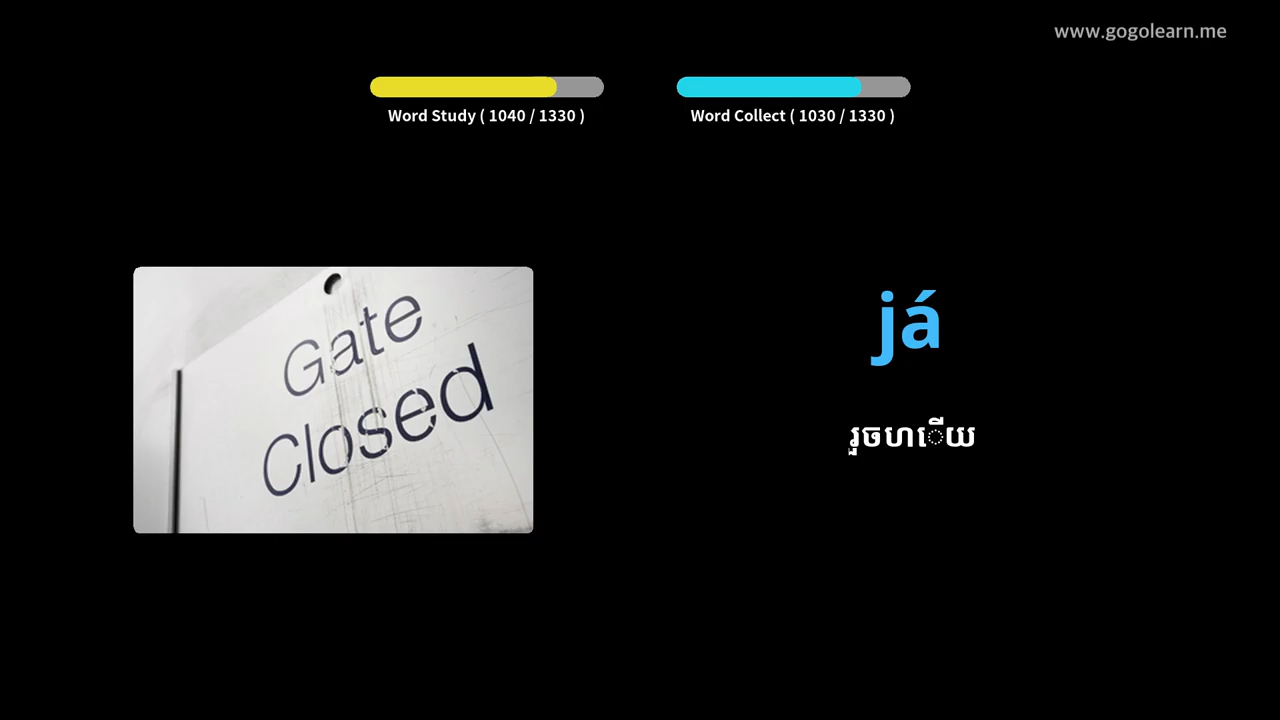 www.gogolearn.me
Word Study ( 1040 / 1330 )
Word Collect ( 1030 / 1330 )
Gate
Closed
já
រួចហើយ